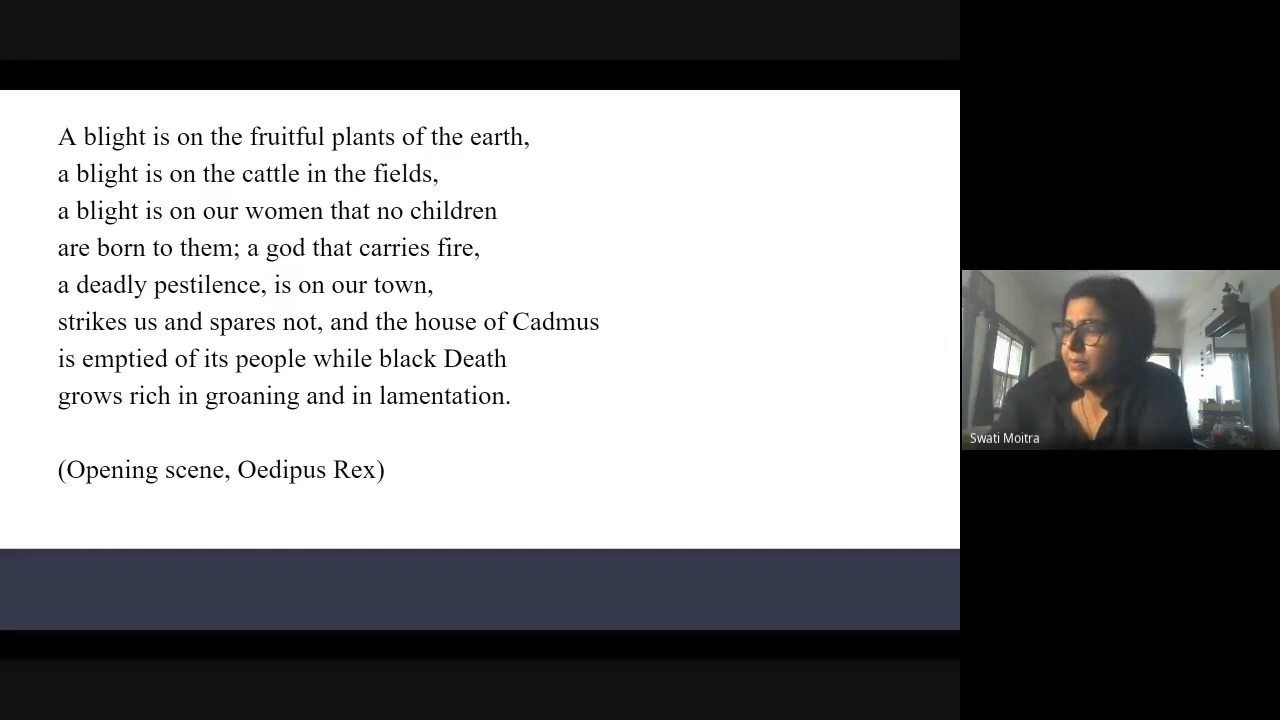 A blight is on the fruitful plants of the earth,
a blight is on the cattle in the fields,
a blight is on our women that no children
are born to them; a god that carries fire,
a deadly pestilence, is on our town,
strikes us and spares not, and the house of Cadmus
is emptied of its people while black Death
grows rich in groaning and in lamentation.
(Opening scene, Oedipus Rex)
Swati Moitra